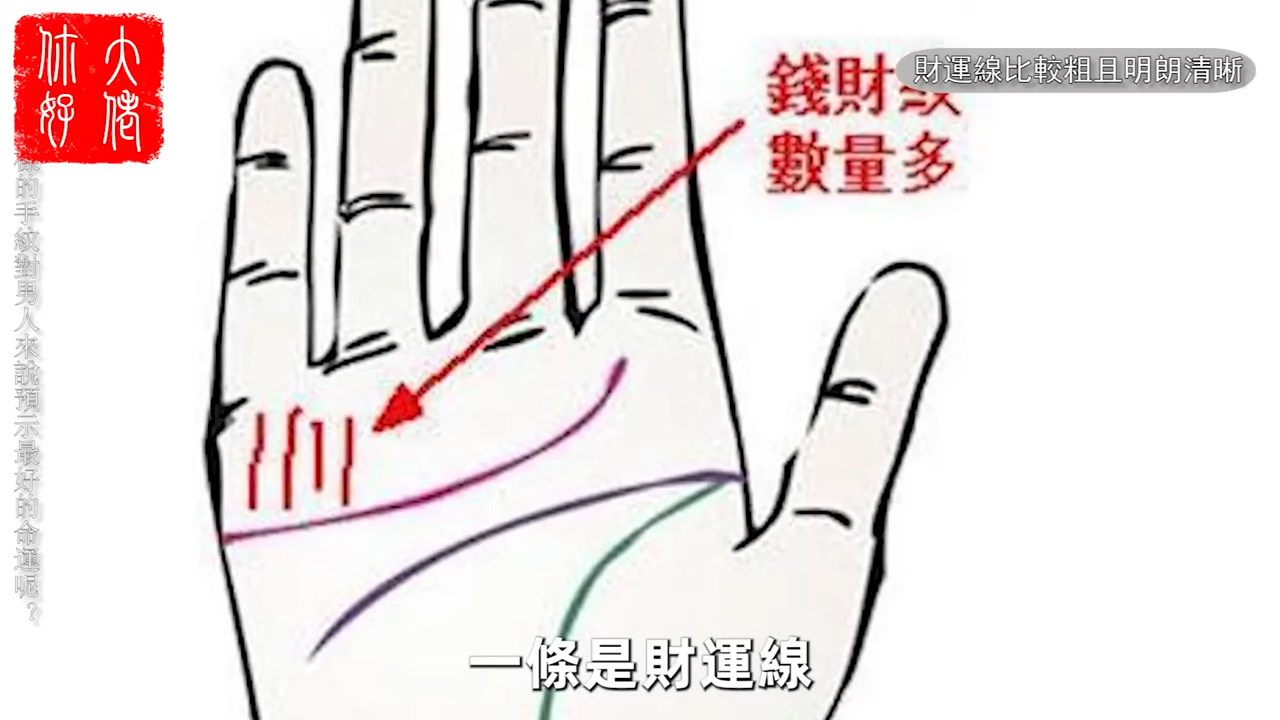 大佬
你好
財運線比較粗且明朗清晰
錢財紋
數量多
樣的手紋對男人來說預示最好的命運呢？
一條是財運線